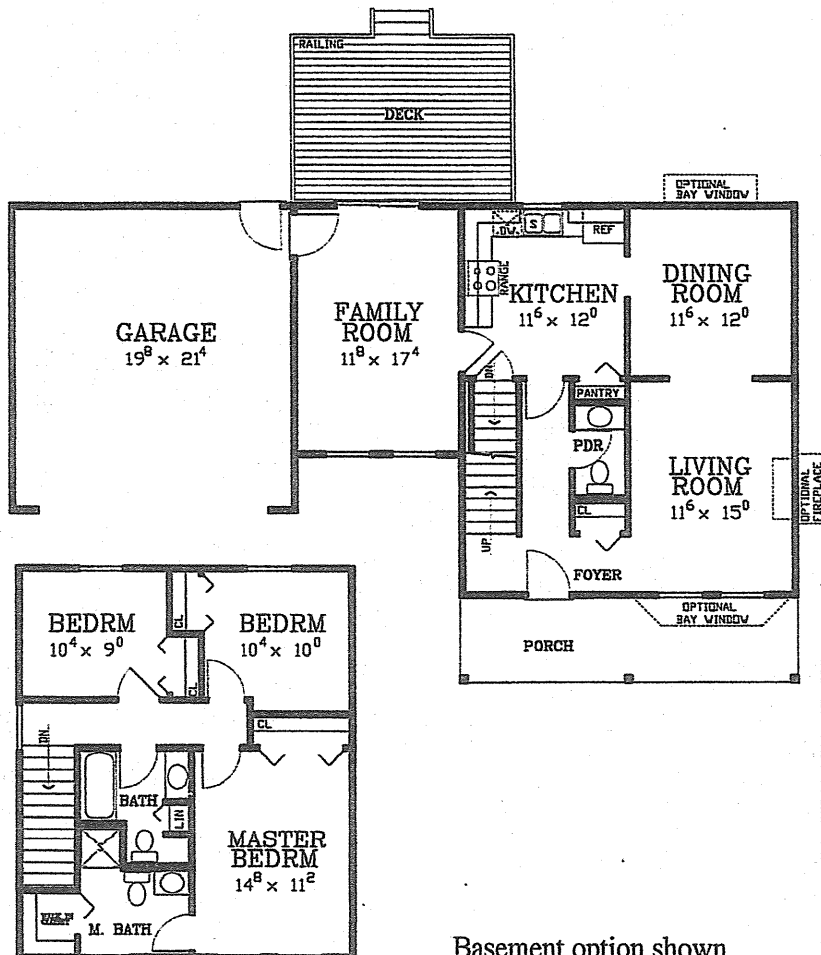 RAILING
DECK
OPTIONAL
BAY WINDOW
DW.
S
REF
RANGE
KITCHEN
11⁶ x 12⁰
DINING
ROOM
11⁶ x 12⁰
GARAGE
19⁸ x 21⁴
FAMILY
ROOM
11⁸ x 17⁴
DN.
PANTRY
PDR
CL
LIVING
ROOM
11⁶ x 15⁰
OPTIONAL
FIREPLACE
UP
FOYER
OPTIONAL
BAY WINDOW
PORCH
BEDRM
10⁴ x 9⁰
CL
CL
BEDRM
10⁴ x 10⁰
CL
DN.
BATH
LIN
MASTER
BEDRM
14⁸ x 11²
M. BATH
Basement option shown